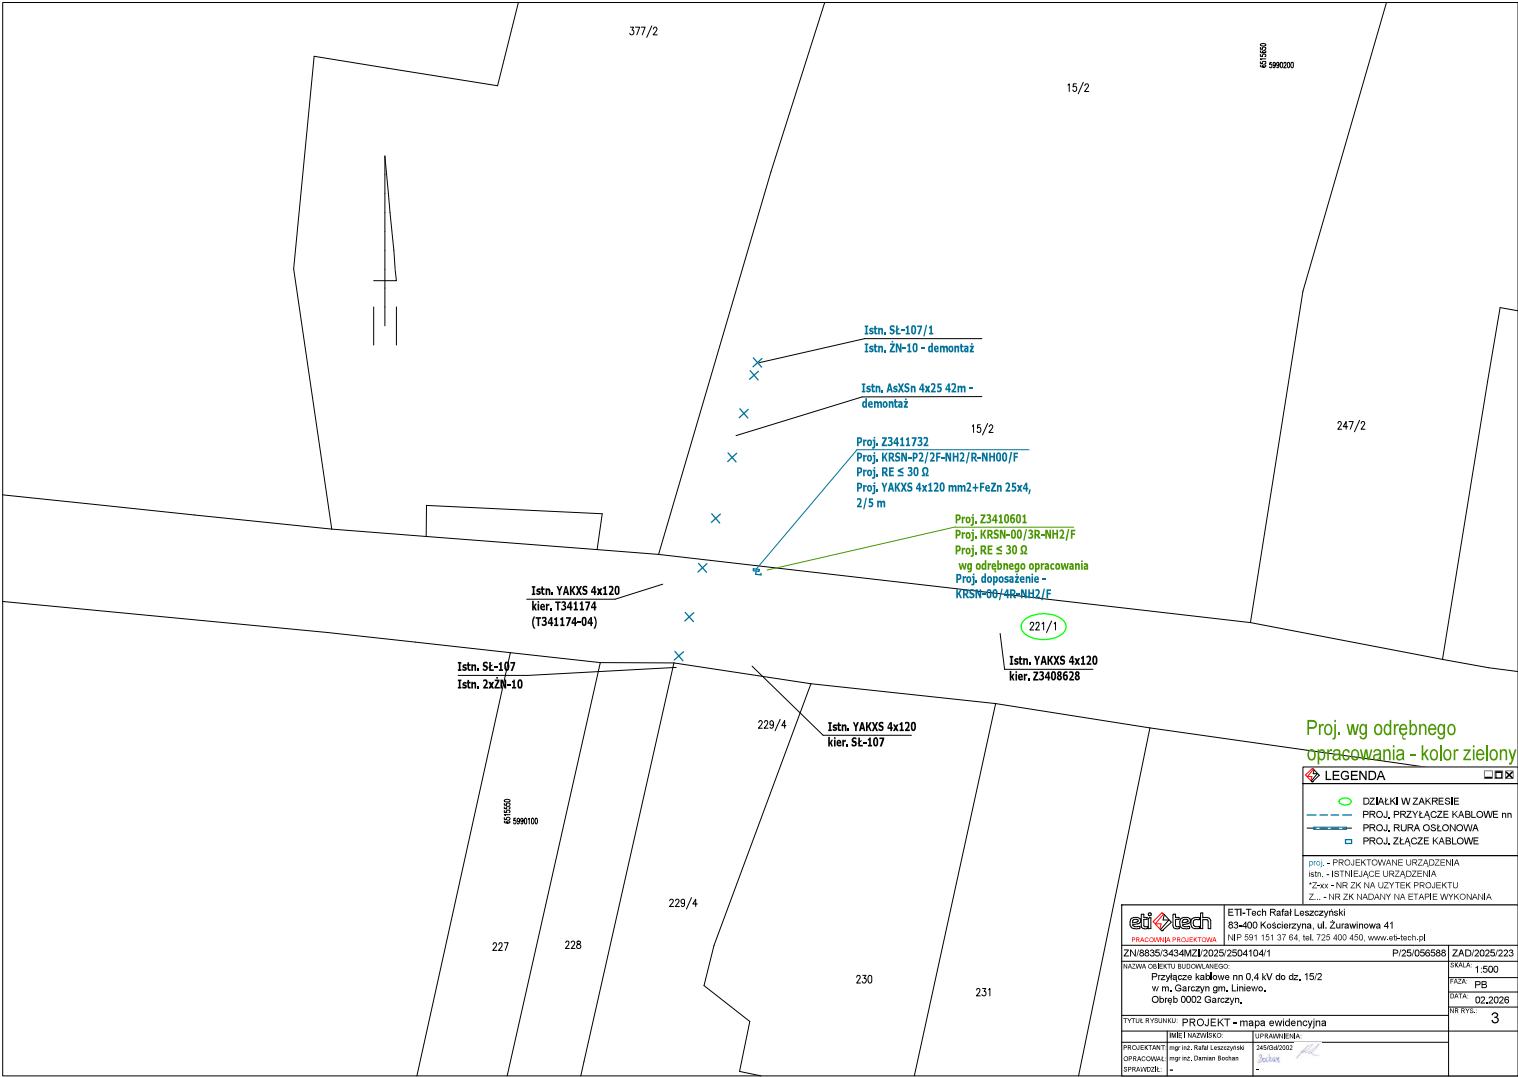 377/2
6515650
5990200
15/2
Istn. SŁ-107/1
Istn. ŻN-10 - demontaż
Istn. AsXSn 4x25 42m -
demontaż
15/2
247/2
Proj. Z3411732
Proj. KRSN-P2/2F-NH2/R-NH00/F
Proj. RE ≤ 30 Ω
Proj. YAKXS 4x120 mm2+FeZn 25x4,
2/5 m
Proj. Z3410601
Proj. KRSN-00/3R-NH2/F
Proj. RE ≤ 30 Ω
wg odrębnego opracowania
Proj. doposażenie -
KRSN-00/4R-NH2/F
Istn. YAKXS 4x120
kier. T341174
(T341174-04)
221/1
Istn. SŁ-107
Istn. 2xŻN-10
Istn. YAKXS 4x120
kier. Z3408628
229/4
Istn. YAKXS 4x120
kier. SŁ-107
6515550
5990100
229/4
227
228
230
231
Proj. wg odrębnego
opracowania - kolor zielony
LEGENDA
DZIAŁKI W ZAKRESIE
PROJ. PRZYŁĄCZE KABLOWE nn
PROJ. RURA OSŁONOWA
PROJ. ZŁĄCZE KABLOWE
proj. - PROJEKTOWANE URZĄDZENIA
istn. - ISTNIEJĄCE URZĄDZENIA
*Z-xx - NR ZK NA UZYTEK PROJEKTU
Z... - NR ZK NADANY NA ETAPIE WYKONANIA
eti tech
PRACOWNIA PROJEKTOWA
ETI-Tech Rafał Leszczyński
83-400 Kościerzyna, ul. Żurawinowa 41
NIP 591 151 37 64, tel. 725 400 450, www.eti-tech.pl
ZN/8835/3434MZI/2025/2504104/1 P/25/056588 ZAD/2025/223
NAZWA OBIEKTU BUDOWLANEGO:
Przyłącze kablowe nn 0,4 kV do dz. 15/2
w m. Garczyn gm. Liniewo.
Obręb 0002 Garczyn.
SKALA: 1:500
FAZA: PB
DATA: 02.2026
NR RYS.: 3
TYTUŁ RYSUNKU: PROJEKT - mapa ewidencyjna
IMIĘ I NAZWISKO: UPRAWNIENIA:
PROJEKTANT: mgr inż. Rafał Leszczyński 245/Gd/2002
OPRACOWAŁ: mgr inż. Damian Bochan Bochan
SPRAWDZIŁ: - -